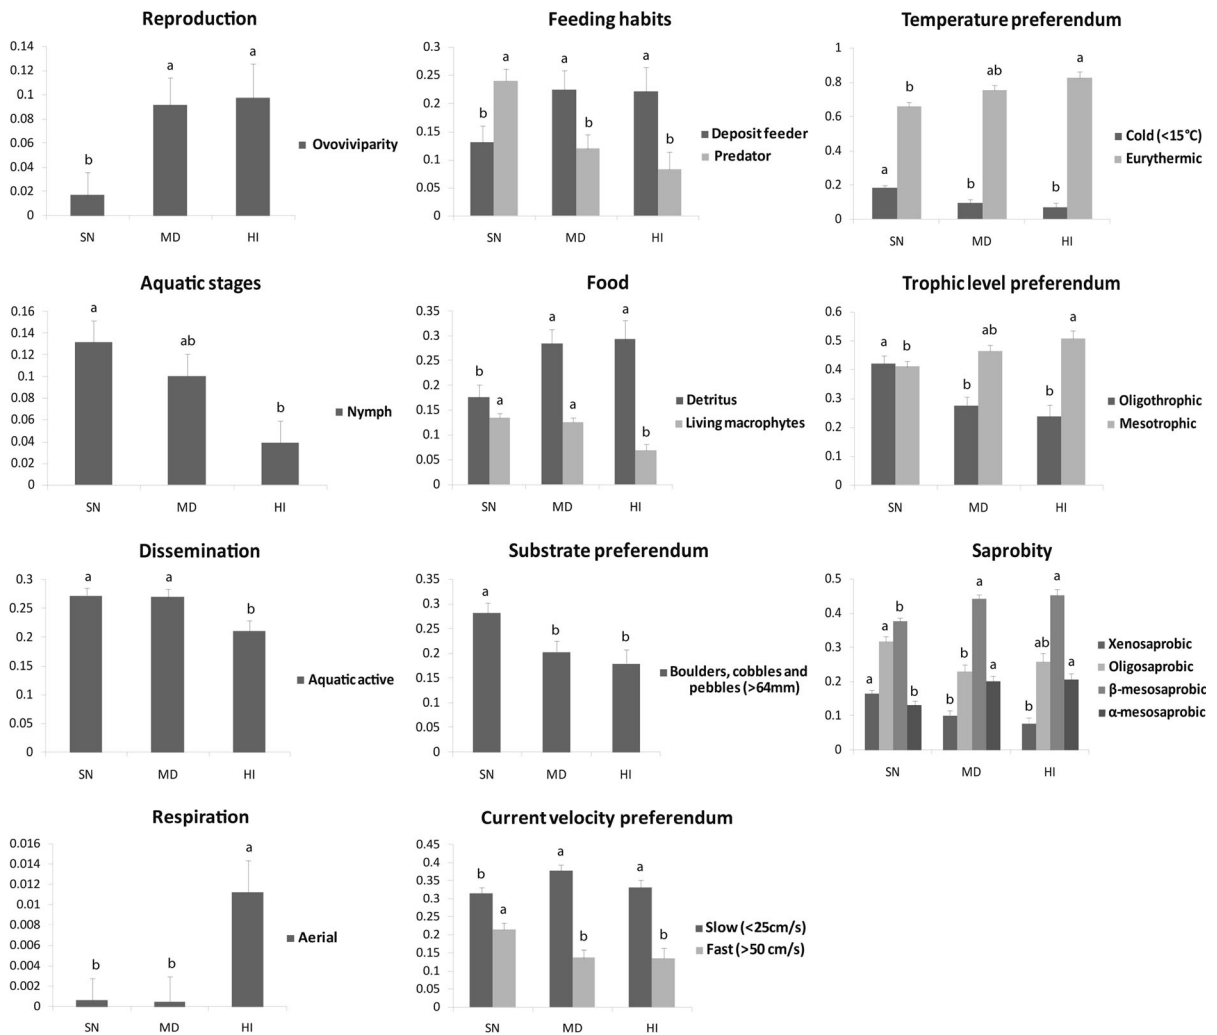 Reproduction
0.14
0.12
0.1
0.08
0.06
0.04
0.02
0
b
a
a
SN
MD
HI
Ovoviviparity
Feeding habits
0.3
0.25
0.2
0.15
0.1
0.05
0
b
a
a
b
a
b
SN
MD
HI
Deposit feeder
Predator
Temperature preferendum
1
0.8
0.6
0.4
0.2
0
a
b
b
ab
b
a
SN
MD
HI
Cold (<15°C)
Eurythermic
Aquatic stages
0.16
0.14
0.12
0.1
0.08
0.06
0.04
0.02
0
a
ab
b
SN
MD
HI
Nymph
Food
0.35
0.3
0.25
0.2
0.15
0.1
0.05
0
b
a
a
a
a
b
SN
MD
HI
Detritus
Living macrophytes
Trophic level preferendum
0.6
0.5
0.4
0.3
0.2
0.1
0
a
b
b
ab
b
a
SN
MD
HI
Oligothrophic
Mesotrophic
Dissemination
0.3
0.25
0.2
0.15
0.1
0.05
0
a
a
b
SN
MD
HI
Aquatic active
Substrate preferendum
0.35
0.3
0.25
0.2
0.15
0.1
0.05
0
a
b
b
SN
MD
HI
Boulders, cobbles and
pebbles (>64mm)
Saprobity
0.5
0.4
0.3
0.2
0.1
0
a
a
b
b
b
b
a
a
b
ab
a
a
SN
MD
HI
Xenosaprobic
Oligosaprobic
β-mesosaprobic
α-mesosaprobic
Respiration
0.016
0.014
0.012
0.01
0.008
0.006
0.004
0.002
0
b
b
a
SN
MD
HI
Aerial
Current velocity preferendum
0.45
0.4
0.35
0.3
0.25
0.2
0.15
0.1
0.05
0
b
a
a
b
a
b
SN
MD
HI
Slow (<25cm/s)
Fast (>50 cm/s)